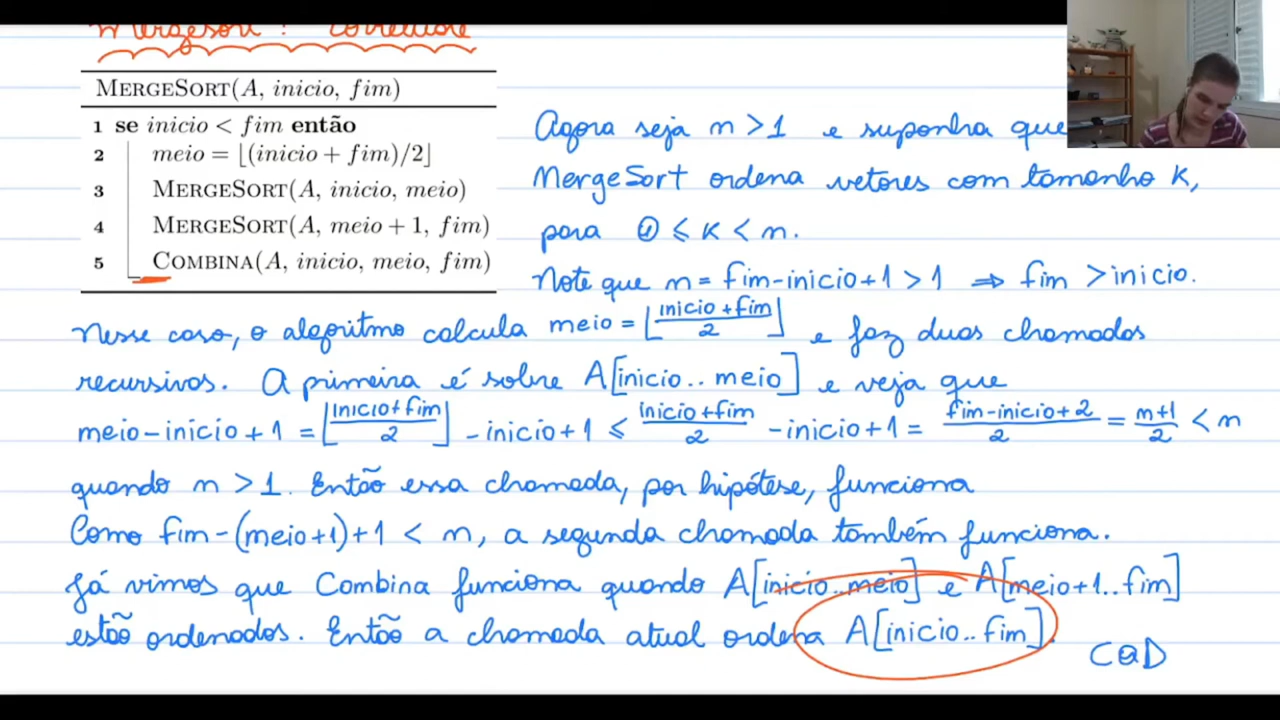 Mergesort: corretude
MERGESORT(A, inicio, fim)
1 se inicio < fim então
2 meio = ⌊(inicio + fim)/2⌋
3 MERGESORT(A, inicio, meio)
4 MERGESORT(A, meio + 1, fim)
5 COMBINA(A, inicio, meio, fim)
Agora seja n > 1 e suponha que
MergeSort ordena vetores com tamanho k,
para ≤ k < n.
Note que n = fim-inicio+1 > 1 ⇒ fim > inicio.
Nesse caso, o algoritmo calcula meio = ⌊(inicio+fim)/2⌋ e faz duas chamadas
recursivas. A primeira é sobre A[inicio..meio] e veja que
meio-inicio+1 = ⌊(inicio+fim)/2⌋ -inicio+1 ≤ (inicio+fim)/2 -inicio+1 = (fim-inicio+2)/2 = (n+1)/2 < n
quando n > 1. Então essa chamada, por hipótese, funciona
Como fim-(meio+1)+1 < n, a segunda chamada também funciona.
Já vimos que Combina funciona quando A[inicio..meio] e A[meio+1..fim]
estão ordenados. Então a chamada atual ordena A[inicio..fim].
CQD